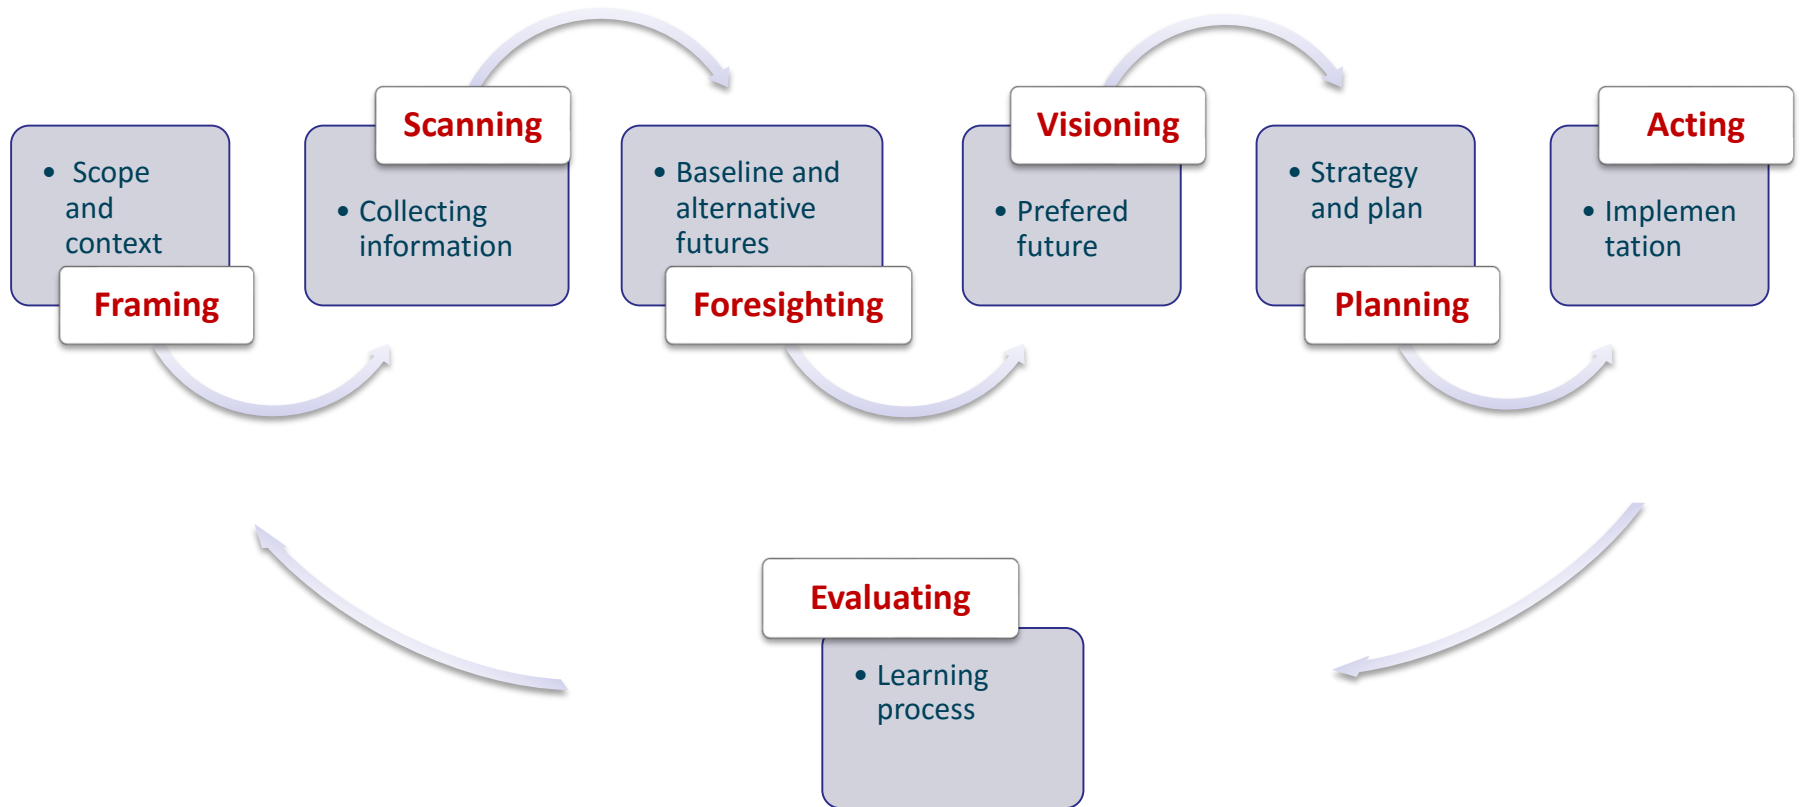 • Scope
and
context
Framing
Scanning
• Collecting
information
• Baseline and
alternative
futures
Foresighting
Visioning
• Prefered
future
• Strategy
and plan
Planning
Acting
• Implemen
tation
Evaluating
• Learning
process